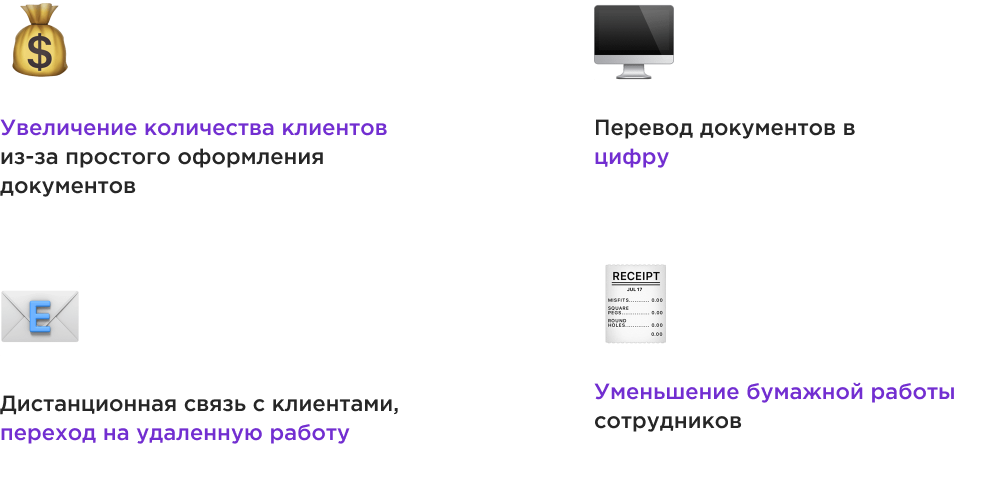 $
Увеличение количества клиентов
из-за простого оформления
документов
Перевод документов в
цифру
E
Дистанционная связь с клиентами,
переход на удаленную работу
RECEIPT
JUL 17
MISFITS........... 0.00
SQUARE
PEGS............. 0.00
ROUND
HOLES............ 0.00
0.00
Уменьшение бумажной работы
сотрудников